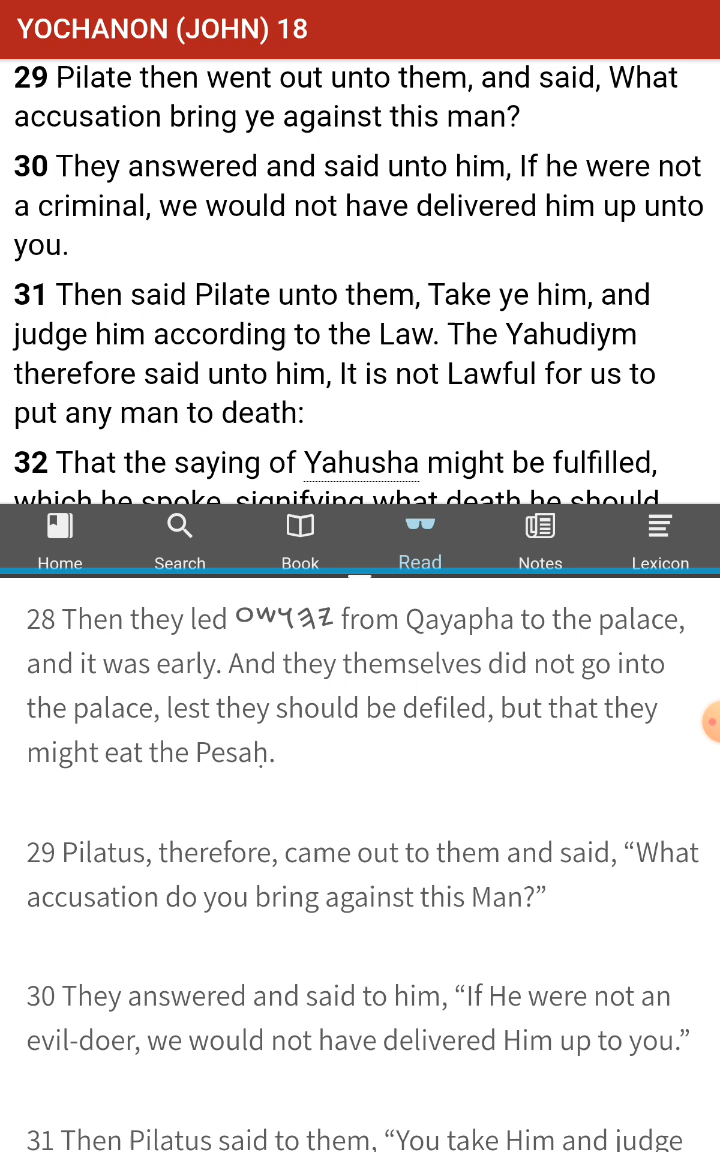 YOCHANON (JOHN) 18
29 Pilate then went out unto them, and said, What
accusation bring ye against this man?
30 They answered and said unto him, If he were not
a criminal, we would not have delivered him up unto
you.
31 Then said Pilate unto them, Take ye him, and
judge him according to the Law. The Yahudiym
therefore said unto him, It is not Lawful for us to
put any man to death:
32 That the saying of Yahusha might be fulfilled,
which he spoke, signifying what death he should
Home Search Book Read Notes Lexicon
28 Then they led 𐤏𐤅𐤔𐤅𐤄𐤉 from Qayapha to the palace,
and it was early. And they themselves did not go into
the palace, lest they should be defiled, but that they
might eat the Pesaḥ.
29 Pilatus, therefore, came out to them and said, “What
accusation do you bring against this Man?”
30 They answered and said to him, “If He were not an
evil-doer, we would not have delivered Him up to you.”
31 Then Pilatus said to them, “You take Him and judge